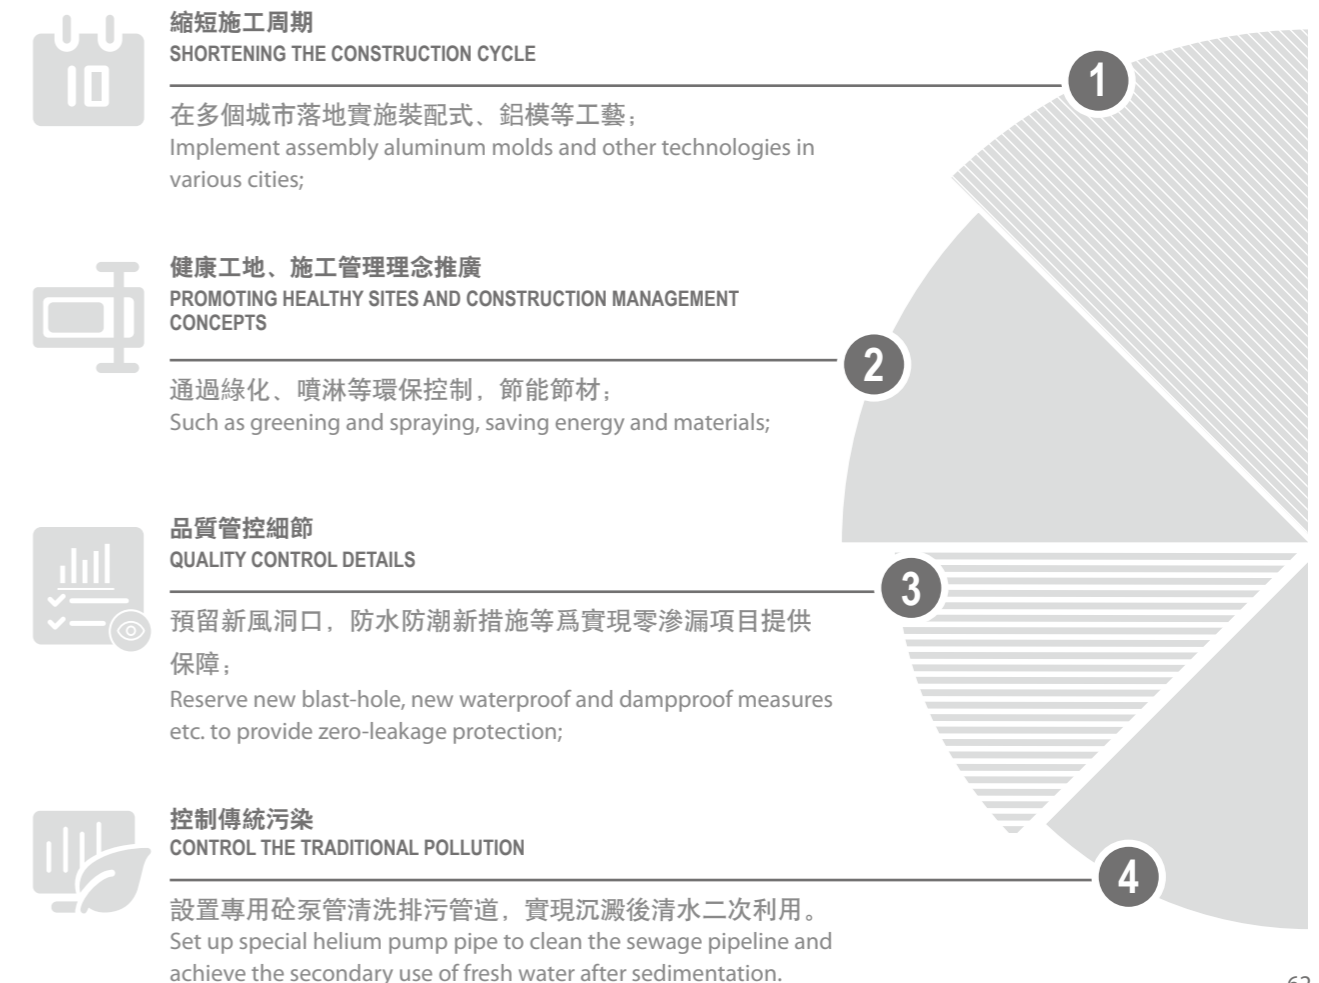 縮短施工周期
SHORTENING THE CONSTRUCTION CYCLE
10
1
在多個城市落地實施裝配式、鋁模等工藝；
Implement assembly aluminum molds and other technologies in
various cities;
健康工地、施工管理理念推廣
PROMOTING HEALTHY SITES AND CONSTRUCTION MANAGEMENT
CONCEPTS
2
通過綠化、噴淋等環保控制，節能節材；
Such as greening and spraying, saving energy and materials;
品質管控細節
QUALITY CONTROL DETAILS
3
預留新風洞口，防水防潮新措施等爲實現零滲漏項目提供
保障；
Reserve new blast-hole, new waterproof and dampproof measures
etc. to provide zero-leakage protection;
控制傳統污染
CONTROL THE TRADITIONAL POLLUTION
4
設置專用砼泵管清洗排污管道，實現沉澱後清水二次利用。
Set up special helium pump pipe to clean the sewage pipeline and
achieve the secondary use of fresh water after sedimentation.